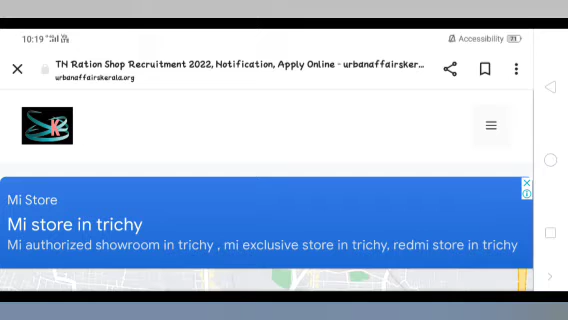 10:19
Accessibility
TN Ration Shop Recruitment 2022, Notification, Apply Online - urbanaffairsker...
urbanaffairskerala.org
K
Mi Store
Mi store in trichy
Mi authorized showroom in trichy , mi exclusive store in trichy, redmi store in trichy